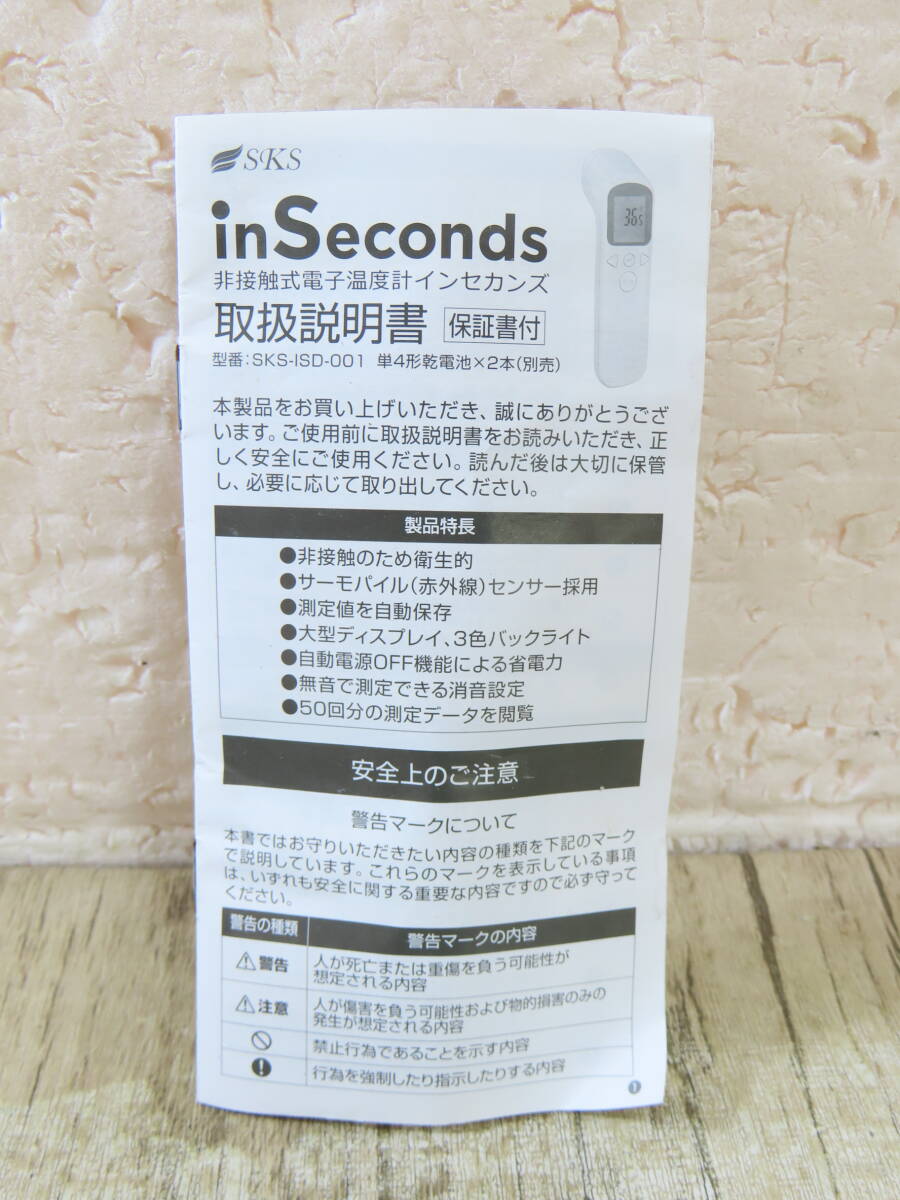 SKS
inSeconds
365
非接触式電子温度計インセカンズ
取扱説明書 保証書付
型番:SKS-ISD-001 単4形乾電池×2本(別売)
本製品をお買い上げいただき、誠にありがとうござ
います。ご使用前に取扱説明書をお読みいただき、正
しく安全にご使用ください。読んだ後は大切に保管
し、必要に応じて取り出してください。
製品特長
●非接触のため衛生的
●サーモパイル(赤外線)センサー採用
●測定値を自動保存
●大型ディスプレイ、3色バックライト
●自動電源OFF機能による省電力
●無音で測定できる消音設定
●50回分の測定データを閲覧
安全上のご注意
警告マークについて
本書ではお守りいただきたい内容の種類を下記のマーク
で説明しています。これらのマークを表示している事項
は、いずれも安全に関する重要な内容ですので必ず守って
ください。
警告の種類 警告マークの内容
⚠警告 人が死亡または重傷を負う可能性が
想定される内容
⚠注意 人が傷害を負う可能性および物的損害のみの
発生が想定される内容
禁止行為であることを示す内容
行為を強制したり指示したりする内容
1